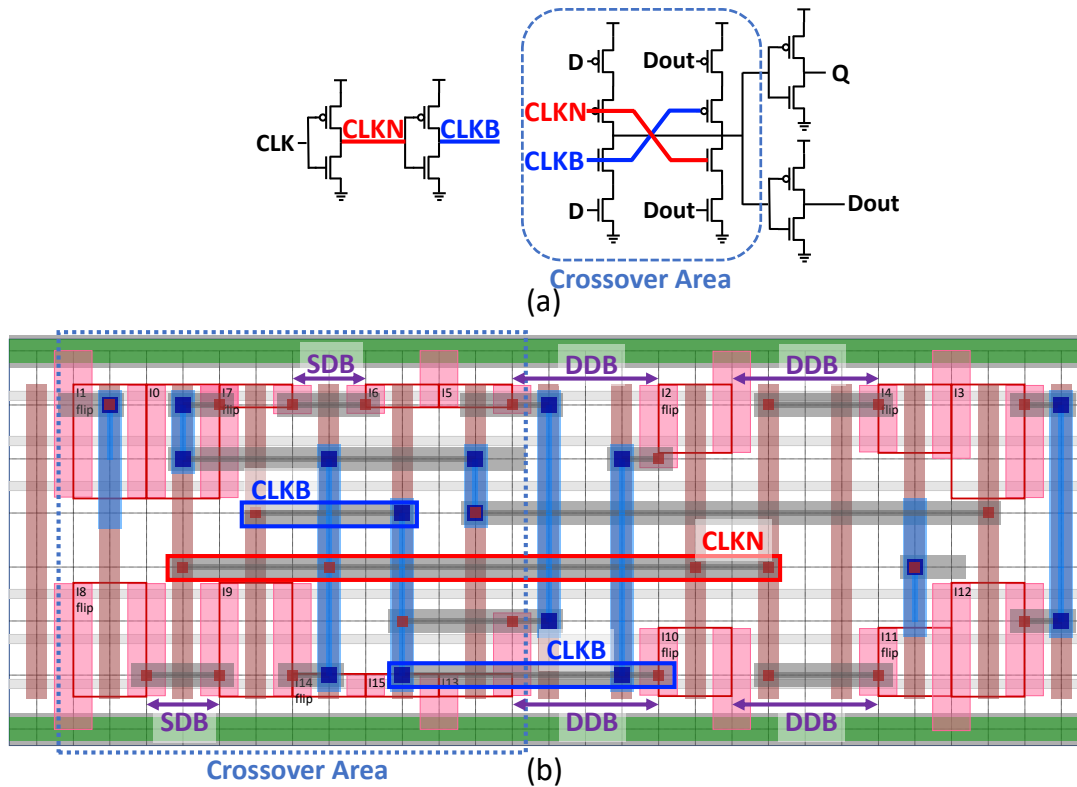 D
Dout
Q
CLK
CLKN
CLKB
CLKN
CLKB
D
Dout
Dout
Crossover Area
(a)
SDB
DDB
DDB
I1
flip
I0
I7
flip
I6
I5
I2
flip
I4
flip
I3
CLKB
CLKN
I8
flip
I9
I12
CLKB
I10
flip
I11
flip
I14
flip
I15
I13
SDB
DDB
DDB
Crossover Area
(b)